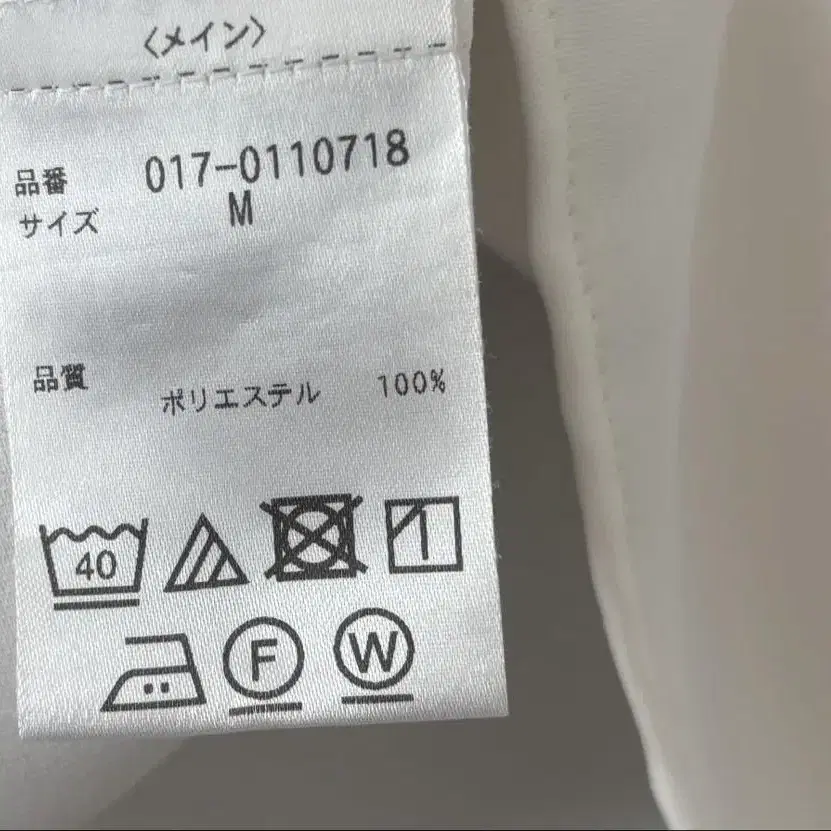 〈メイン〉
品番 017-0110718
サイズ M
品質 ポリエステル 100%
40
F W